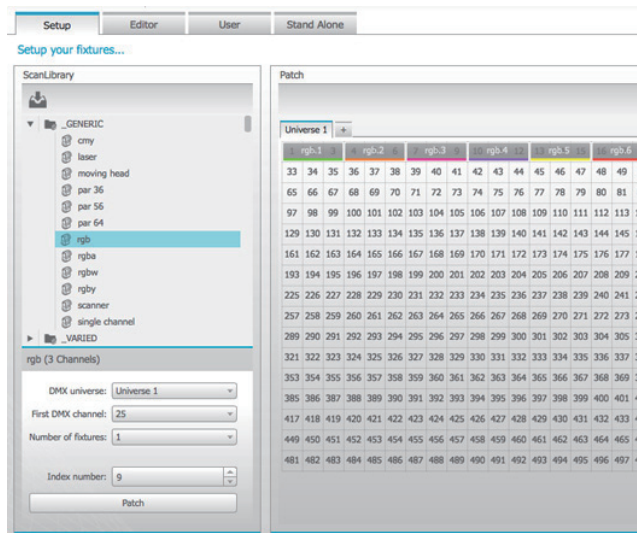 Setup Editor User Stand Alone
Setup your fixtures...
ScanLibrary
_GENERIC
cmy
laser
moving head
par 36
par 56
par 64
rgb
rgba
rgbw
rgby
scanner
single channel
_VARIED
rgb (3 Channels)
DMX universe: Universe 1
First DMX channel: 25
Number of fixtures: 1
Index number: 9
Patch
Patch
Universe 1 +
1 rgb.1 3 4 rgb.2 6 7 rgb.3 9 10 rgb.4 12 13 rgb.5 15 16 rgb.6
33 34 35 36 37 38 39 40 41 42 43 44 45 46 47 48 49
65 66 67 68 69 70 71 72 73 74 75 76 77 78 79 80 81
97 98 99 100 101 102 103 104 105 106 107 108 109 110 111 112 113
129 130 131 132 133 134 135 136 137 138 139 140 141 142 143 144 145
161 162 163 164 165 166 167 168 169 170 171 172 173 174 175 176 177
193 194 195 196 197 198 199 200 201 202 203 204 205 206 207 208 209
225 226 227 228 229 230 231 232 233 234 235 236 237 238 239 240 241
257 258 259 260 261 262 263 264 265 266 267 268 269 270 271 272 273
289 290 291 292 293 294 295 296 297 298 299 300 301 302 303 304 305
321 322 323 324 325 326 327 328 329 330 331 332 333 334 335 336 337
353 354 355 356 357 358 359 360 361 362 363 364 365 366 367 368 369
385 386 387 388 389 390 391 392 393 394 395 396 397 398 399 400 401
417 418 419 420 421 422 423 424 425 426 427 428 429 430 431 432 433
449 450 451 452 453 454 455 456 457 458 459 460 461 462 463 464 465
481 482 483 484 485 486 487 488 489 490 491 492 493 494 495 496 497